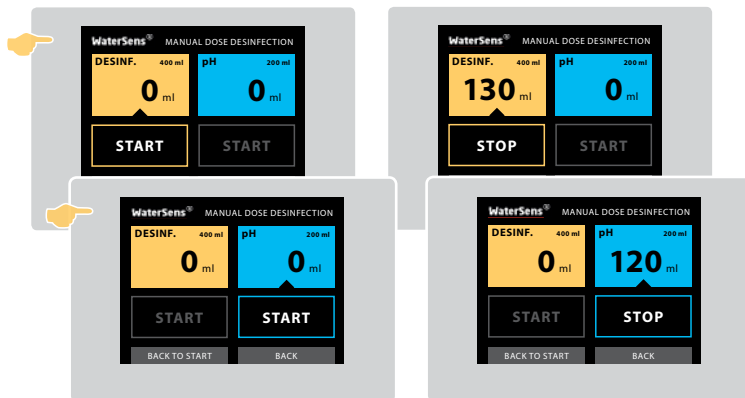 WaterSens® MANUAL DOSE DESINFECTION
DESINF. 400 ml pH 200 ml
0 ml 0 ml
START START
WaterSens® MANUAL DOSE DESINFECTION
DESINF. 400 ml pH 200 ml
130 ml 0 ml
STOP START
WaterSens® MANUAL DOSE DESINFECTION
DESINF. 400 ml pH 200 ml
0 ml 0 ml
START START
BACK TO START BACK
WaterSens® MANUAL DOSE DESINFECTION
DESINF. 400 ml pH 200 ml
0 ml 120 ml
START STOP
BACK TO START BACK